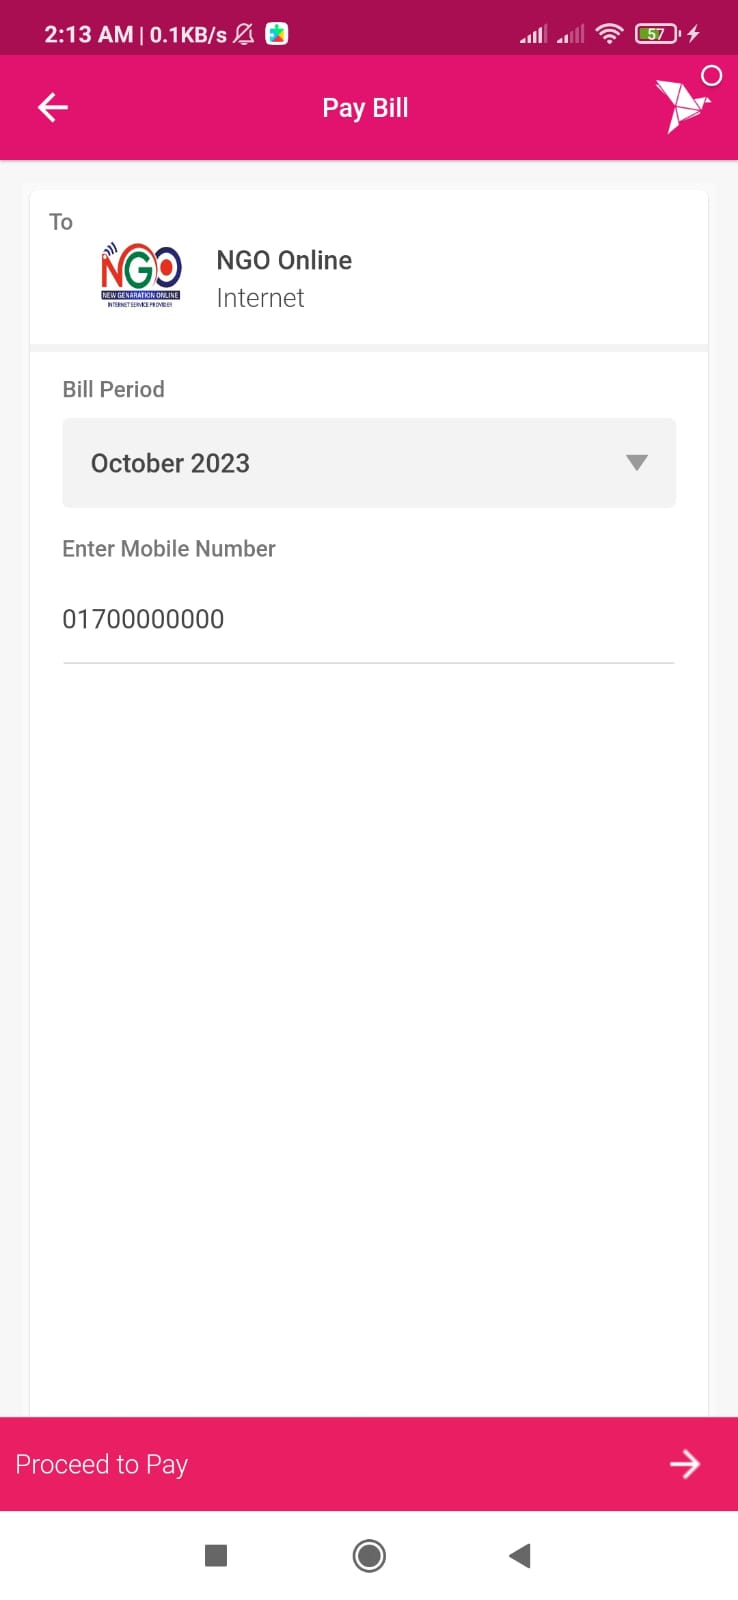 2:13 AM | 0.1KB/s
57
Pay Bill
To
NGO
NEW GENARATION ONLINE
INTERNET SERVICE PROVIDER
NGO Online
Internet
Bill Period
October 2023
Enter Mobile Number
01700000000
Proceed to Pay